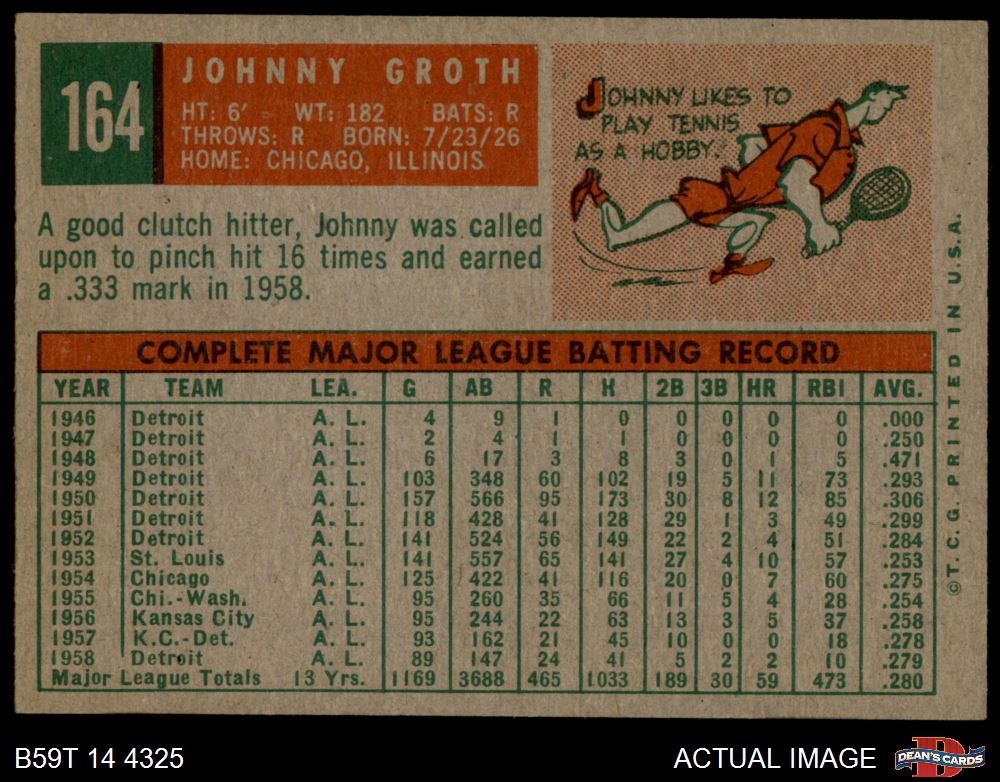 164
JOHNNY GROTH
HT: 6' - WT: 182 BATS: R
THROWS: R BORN: 7/23/26
HOME: CHICAGO, ILLINOIS
JOHNNY LIKES TO
PLAY TENNIS
AS A HOBBY.
A good clutch hitter, Johnny was called
upon to pinch hit 16 times and earned
a .333 mark in 1958.
COMPLETE MAJOR LEAGUE BATTING RECORD
YEAR TEAM LEA. G AB R H 2B 3B HR RBI AVG.
1946 Detroit A. L. 4 9 1 0 0 0 0 0 .000
1947 Detroit A. L. 2 4 1 1 0 0 0 0 .250
1948 Detroit A. L. 6 17 3 8 3 0 1 5 .471
1949 Detroit A. L. 103 348 60 102 19 5 11 73 .293
1950 Detroit A. L. 157 566 95 173 30 8 12 85 .306
1951 Detroit A. L. 118 428 41 128 29 1 3 49 .299
1952 Detroit A. L. 141 524 56 149 22 2 4 51 .284
1953 St. Louis A. L. 141 557 65 141 27 4 10 57 .253
1954 Chicago A. L. 125 422 41 116 20 0 7 60 .275
1955 Chi.-Wash. A. L. 95 260 35 66 11 5 4 28 .254
1956 Kansas City A. L. 95 244 22 63 13 3 5 37 .258
1957 K.C.-Det. A. L. 93 162 21 45 10 0 0 18 .278
1958 Detroit A. L. 89 147 24 41 5 2 2 10 .279
Major League Totals 13 Yrs. 1169 3688 465 1033 189 30 59 473 .280
©T. C. G. PRINTED IN U.S.A.
B59T 14 4325
ACTUAL IMAGE
D
DEAN'S CARDS